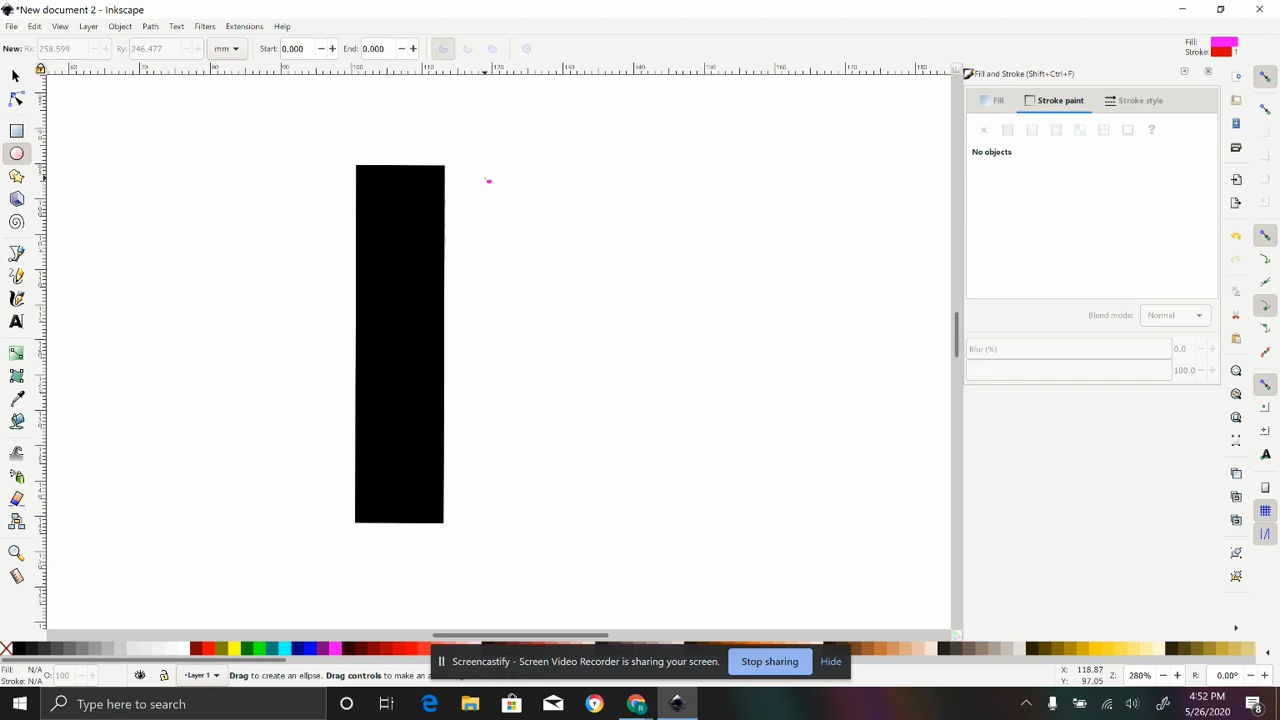 *New document 2 - Inkscape
File Edit View Layer Object Path Text Filters Extensions Help
New: Rx: 258.599 Ry: 246.477 mm Start: 0.000 End: 0.000
Fill:
Stroke: 1
Fill and Stroke (Shift+Ctrl+F)
Fill Stroke paint Stroke style
?
No objects
Blend mode: Normal
Blur (%) 0.0
100.0
Screencastify - Screen Video Recorder is sharing your screen. Stop sharing Hide
Fill: N/A
Stroke: N/A
O: 100
Layer 1
Drag to create an ellipse. Drag controls to make an a
X: 118.87
Y: 97.05
Z: 280%
R: 0.00°
Type here to search
4:52 PM
5/26/2020